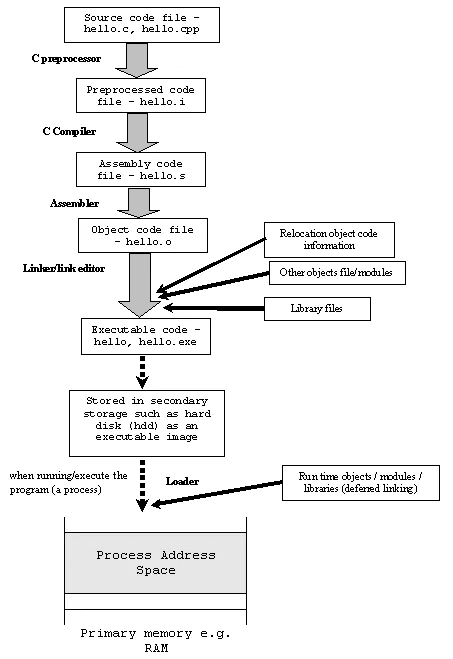 Source code file -
hello.c, hello.cpp
C preprocessor
Preprocessed code
file - hello.i
C Compiler
Assembly code
file - hello.s
Assembler
Object code file
- hello.o
Linker/link editor
Relocation object code
information
Other objects file/modules
Library files
Executable code -
hello, hello.exe
Stored in secondary
storage such as hard
disk (hdd) as an
executable image
when running/execute the
program (a process)
Loader
Run time objects / modules /
libraries (deferred linking)
Process Address
Space
Primary memory e.g.
RAM